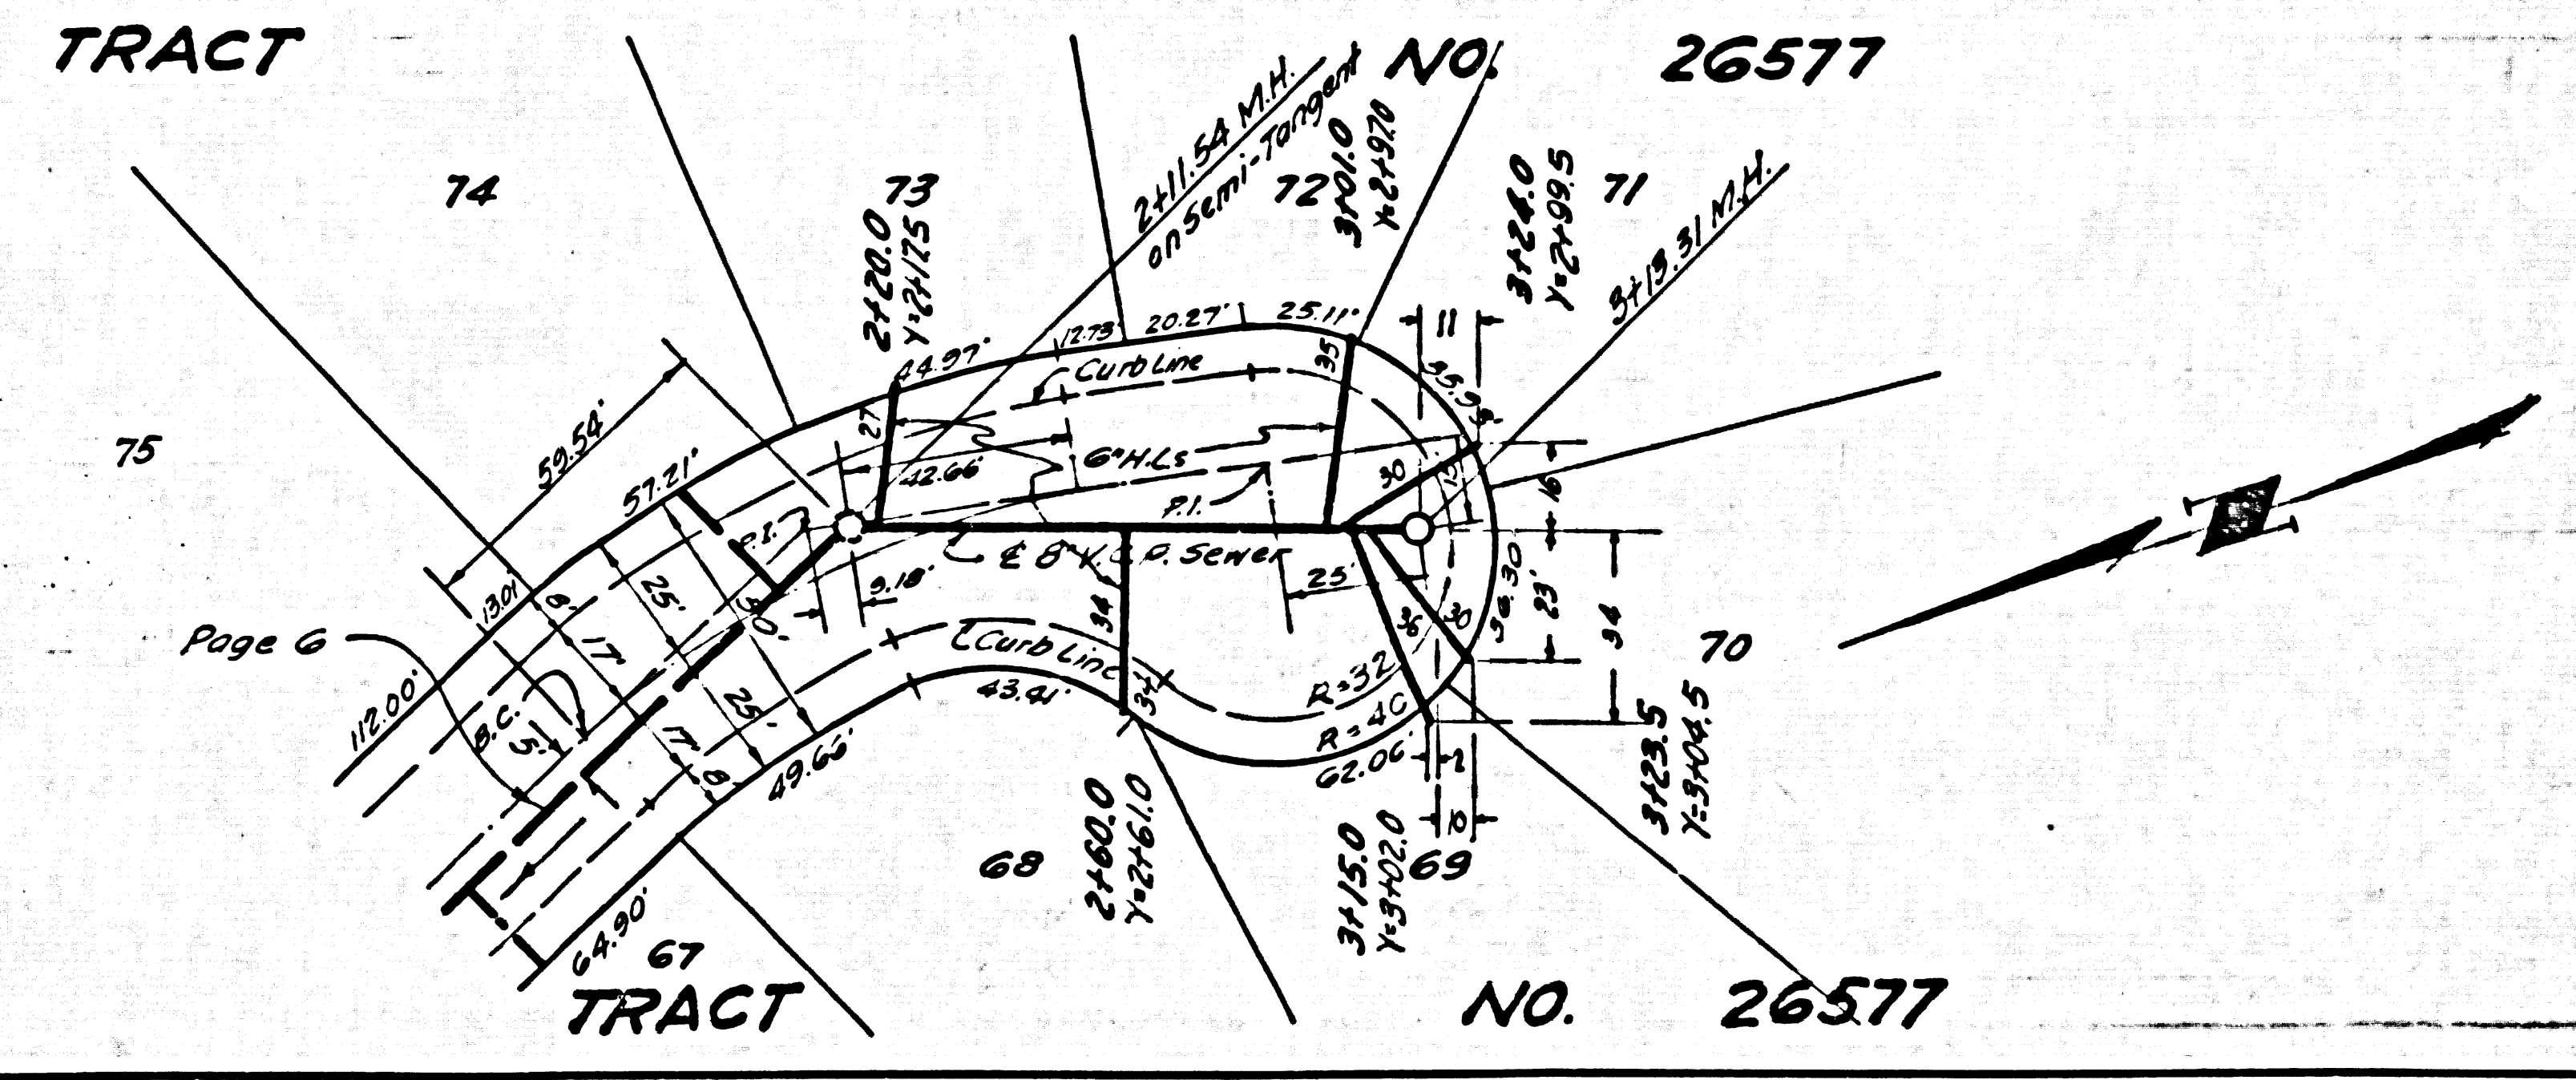 TRACT NO. 26577
74
73
72
71
75
2+11.54 M.H.
on Semi-Tangent
2+20.0
Y=2+17.5
3+01.0
Y=2+97.0
3+24.0
Y=2+99.5
3+13.31 M.H.
44.97'
12.73'
20.27'
25.11'
Curb Line
11
35
27
59.54'
57.21'
42.66'
6" H.Ls
30
16
P.I.
P.I.
₵ 8" V.C.P. Sewer
9.18'
25'
34
36.30
23'
34
13.01
8'
25'
30'
17'
Page 6
B.C.
5'
112.00'
Curb Line
43.41'
34
36
30
R=32
R=40
62.06'
70
25'
17'
8'
49.66'
64.90'
67
68
69
2+60.0
Y=2+61.0
3+15.0
Y=3+02.0
3+23.5
Y=3+04.5
TRACT NO. 26577